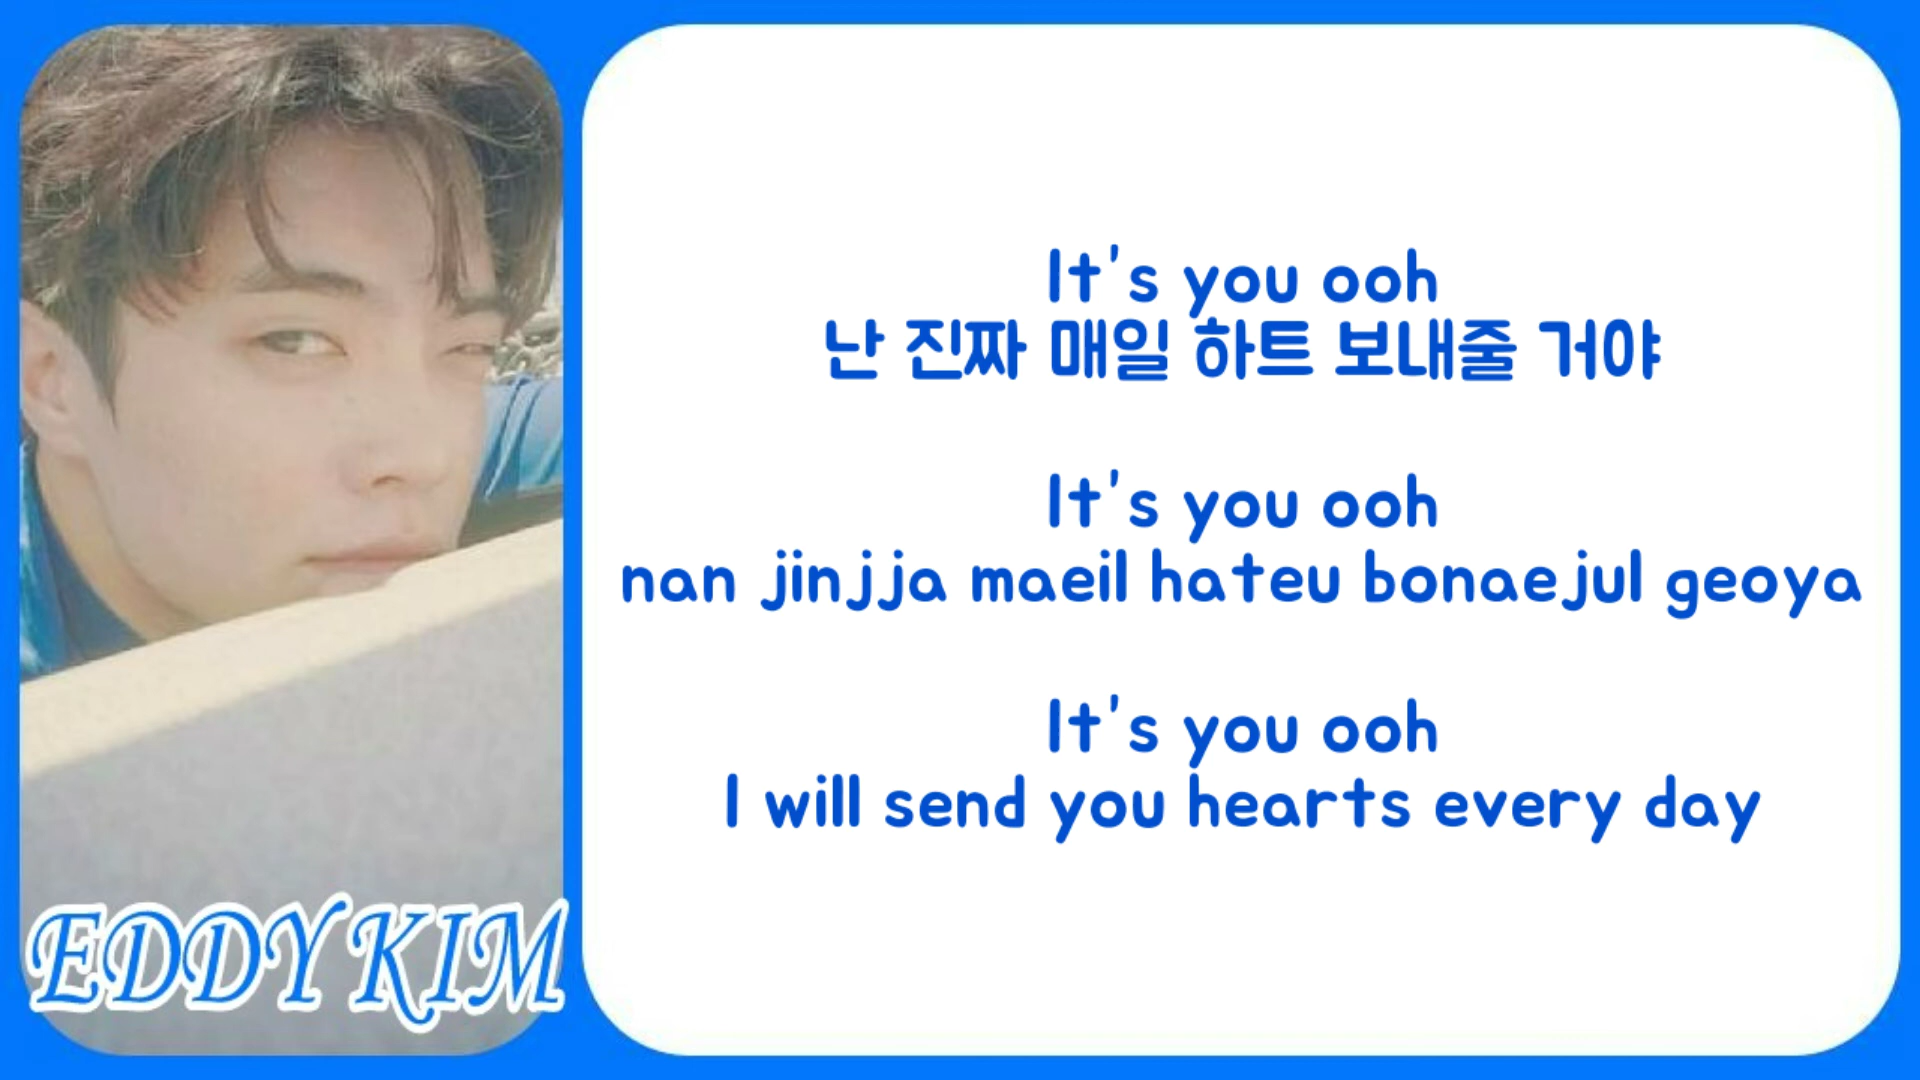 It's you ooh
난 진짜 매일 하트 보내줄 거야
It's you ooh
nan jinjja maeil hateu bonaejul geoya
It's you ooh
I will send you hearts every day
EDDY KIM